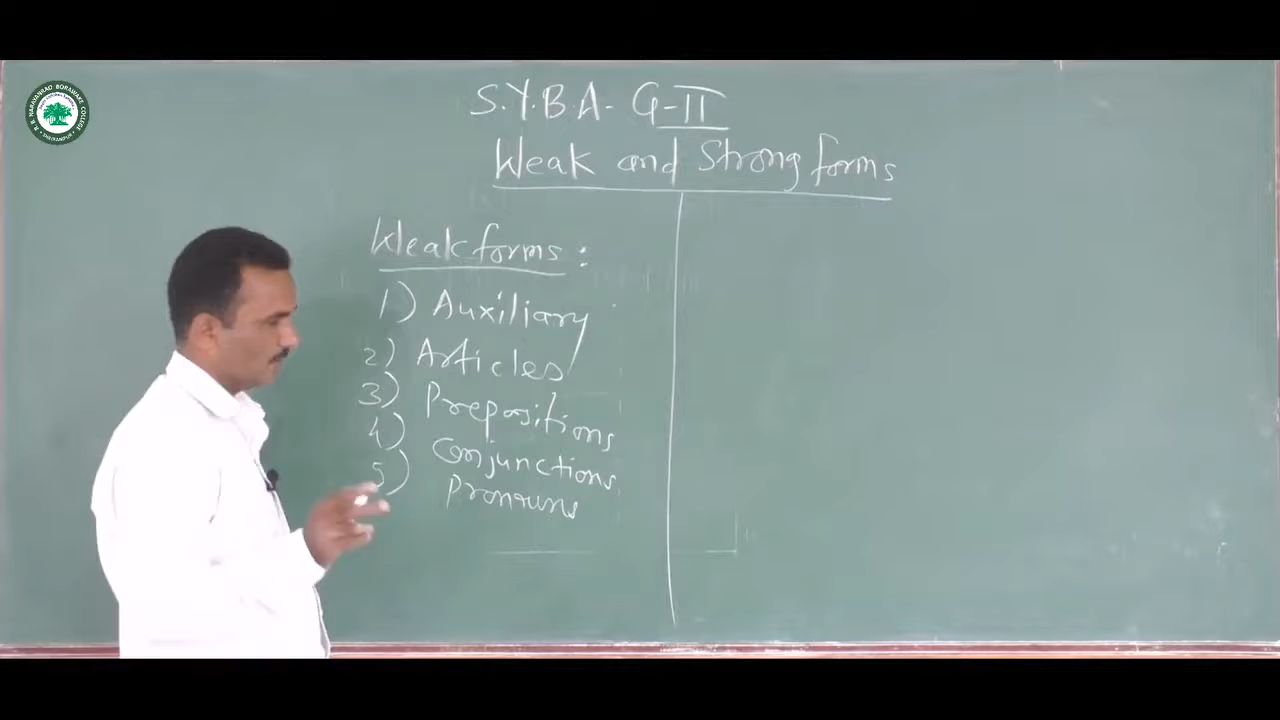 S.Y.B.A- G-II
Weak and Strong forms
Weak forms :
1) Auxiliary
2) Articles
3) Prepositions
4) Conjunctions
5) Pronouns